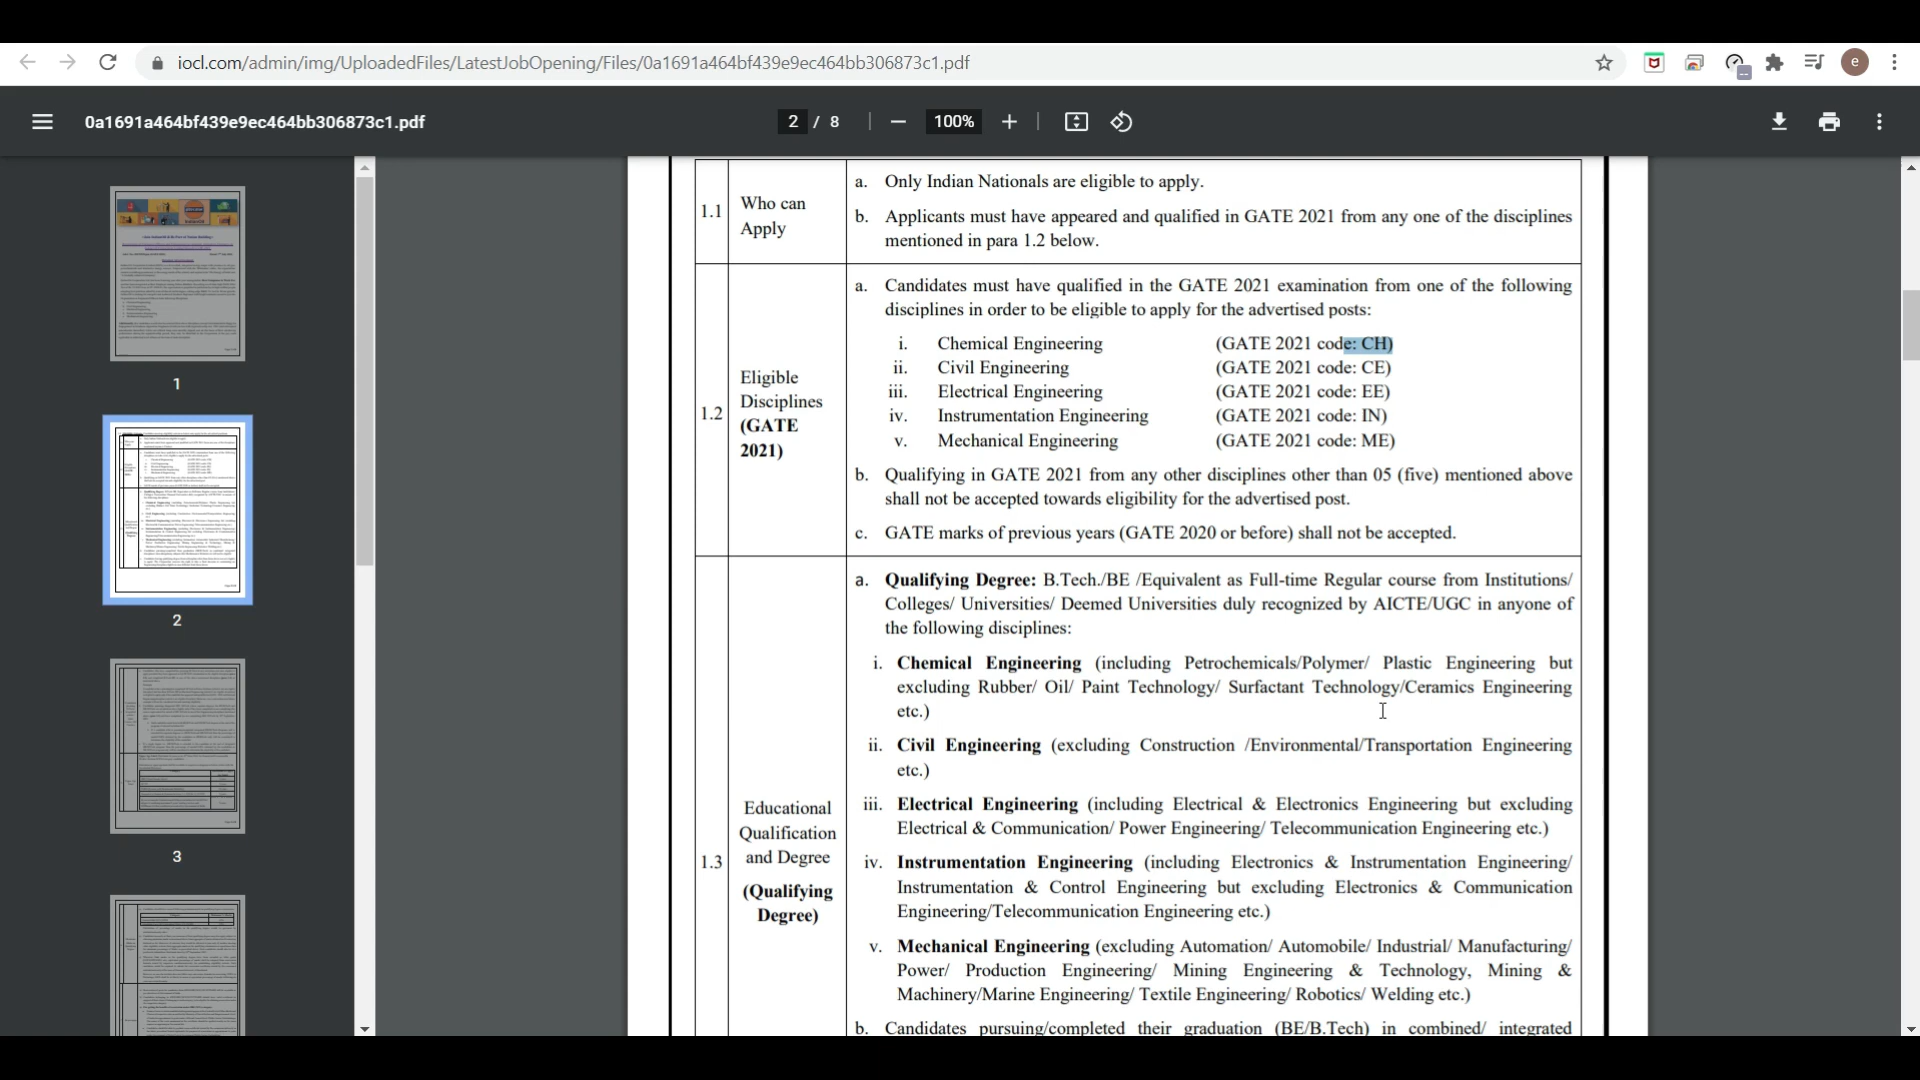 iocl.com/admin/img/UploadedFiles/LatestJobOpening/Files/0a1691a464bf439e9ec464bb306873c1.pdf
e
0a1691a464bf439e9ec464bb306873c1.pdf
2 / 8
100%
1
2
3
1.1
Who can
Apply
a. Only Indian Nationals are eligible to apply.
b. Applicants must have appeared and qualified in GATE 2021 from any one of the disciplines
mentioned in para 1.2 below.
1.2
Eligible
Disciplines
(GATE
2021)
a. Candidates must have qualified in the GATE 2021 examination from one of the following
disciplines in order to be eligible to apply for the advertised posts:
i. Chemical Engineering (GATE 2021 code: CH)
ii. Civil Engineering (GATE 2021 code: CE)
iii. Electrical Engineering (GATE 2021 code: EE)
iv. Instrumentation Engineering (GATE 2021 code: IN)
v. Mechanical Engineering (GATE 2021 code: ME)
b. Qualifying in GATE 2021 from any other disciplines other than 05 (five) mentioned above
shall not be accepted towards eligibility for the advertised post.
c. GATE marks of previous years (GATE 2020 or before) shall not be accepted.
1.3
Educational
Qualification
and Degree
(Qualifying
Degree)
a. Qualifying Degree: B.Tech./BE /Equivalent as Full-time Regular course from Institutions/
Colleges/ Universities/ Deemed Universities duly recognized by AICTE/UGC in anyone of
the following disciplines:
i. Chemical Engineering (including Petrochemicals/Polymer/ Plastic Engineering but
excluding Rubber/ Oil/ Paint Technology/ Surfactant Technology/Ceramics Engineering
etc.)
ii. Civil Engineering (excluding Construction /Environmental/Transportation Engineering
etc.)
iii. Electrical Engineering (including Electrical & Electronics Engineering but excluding
Electrical & Communication/ Power Engineering/ Telecommunication Engineering etc.)
iv. Instrumentation Engineering (including Electronics & Instrumentation Engineering/
Instrumentation & Control Engineering but excluding Electronics & Communication
Engineering/Telecommunication Engineering etc.)
v. Mechanical Engineering (excluding Automation/ Automobile/ Industrial/ Manufacturing/
Power/ Production Engineering/ Mining Engineering & Technology, Mining &
Machinery/Marine Engineering/ Textile Engineering/ Robotics/ Welding etc.)
b. Candidates pursuing/completed their graduation (BE/B.Tech) in combined/ integrated